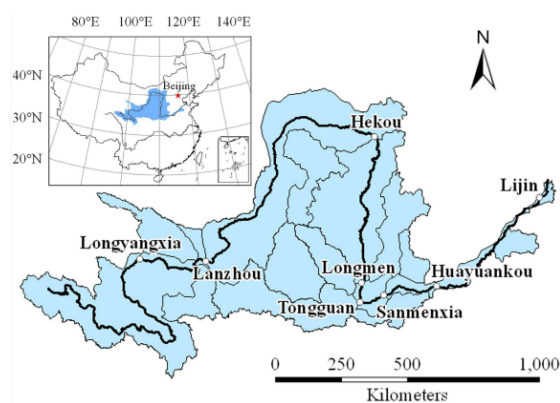 80°E 100°E 120°E 140°E
40°N
30°N
20°N
Beijing
N
Hekou
Lijin
Longyangxia
Lanzhou
Longmen
Huayuankou
Tongguan
Sanmenxia
0 250 500 1,000
Kilometers